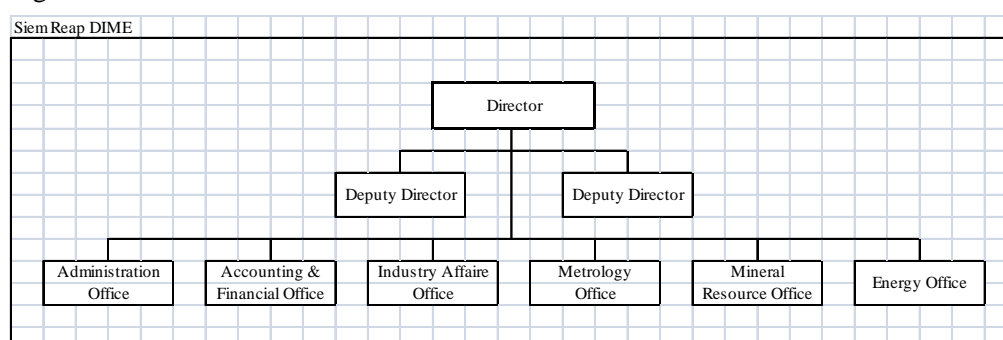 Siem Reap DIME
Director
Deputy Director
Deputy Director
Administration
Office
Accounting &
Financial Office
Industry Affaire
Office
Metrology
Office
Mineral
Resource Office
Energy Office